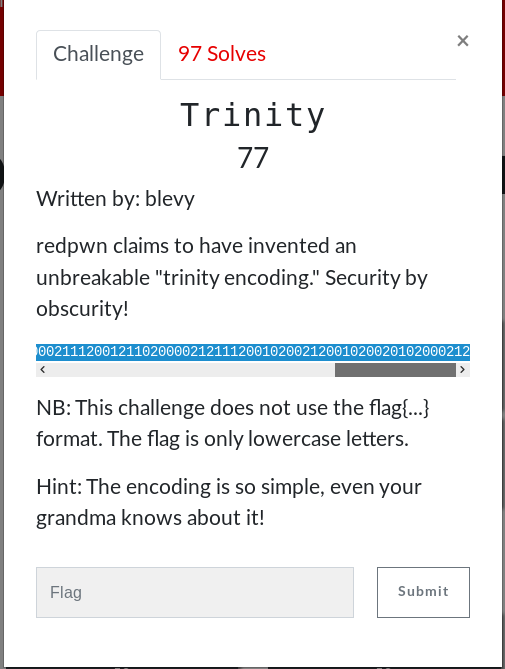 Challenge
97 Solves
×
Trinity
77
Written by: blevy
redpwn claims to have invented an
unbreakable "trinity encoding." Security by
obscurity!
002111200121102000021211120010200212001020020102000212
NB: This challenge does not use the flag{...}
format. The flag is only lowercase letters.
Hint: The encoding is so simple, even your
grandma knows about it!
Flag
Submit